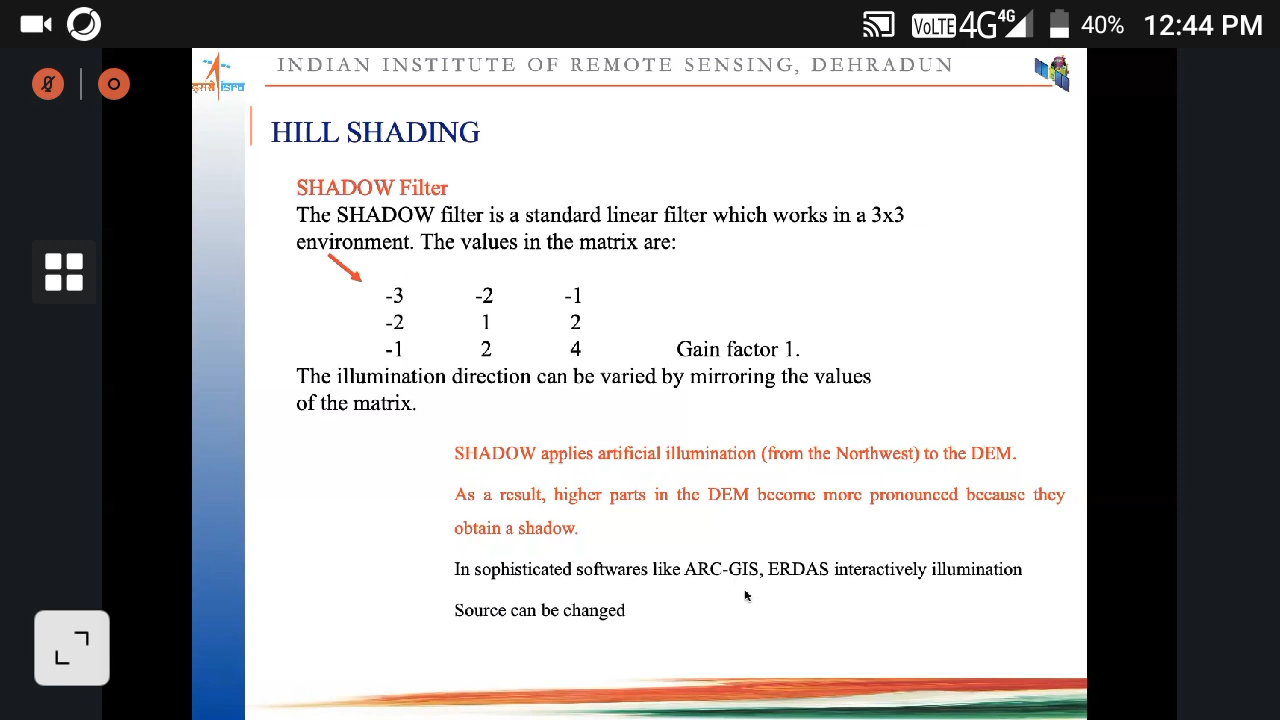 VoLTE 4G 4G 40% 12:44 PM
इसरो isro
INDIAN INSTITUTE OF REMOTE SENSING, DEHRADUN
HILL SHADING
SHADOW Filter
The SHADOW filter is a standard linear filter which works in a 3x3
environment. The values in the matrix are:
-3 -2 -1
-2 1 2
-1 2 4 Gain factor 1.
The illumination direction can be varied by mirroring the values
of the matrix.
SHADOW applies artificial illumination (from the Northwest) to the DEM.
As a result, higher parts in the DEM become more pronounced because they
obtain a shadow.
In sophisticated softwares like ARC-GIS, ERDAS interactively illumination
Source can be changed